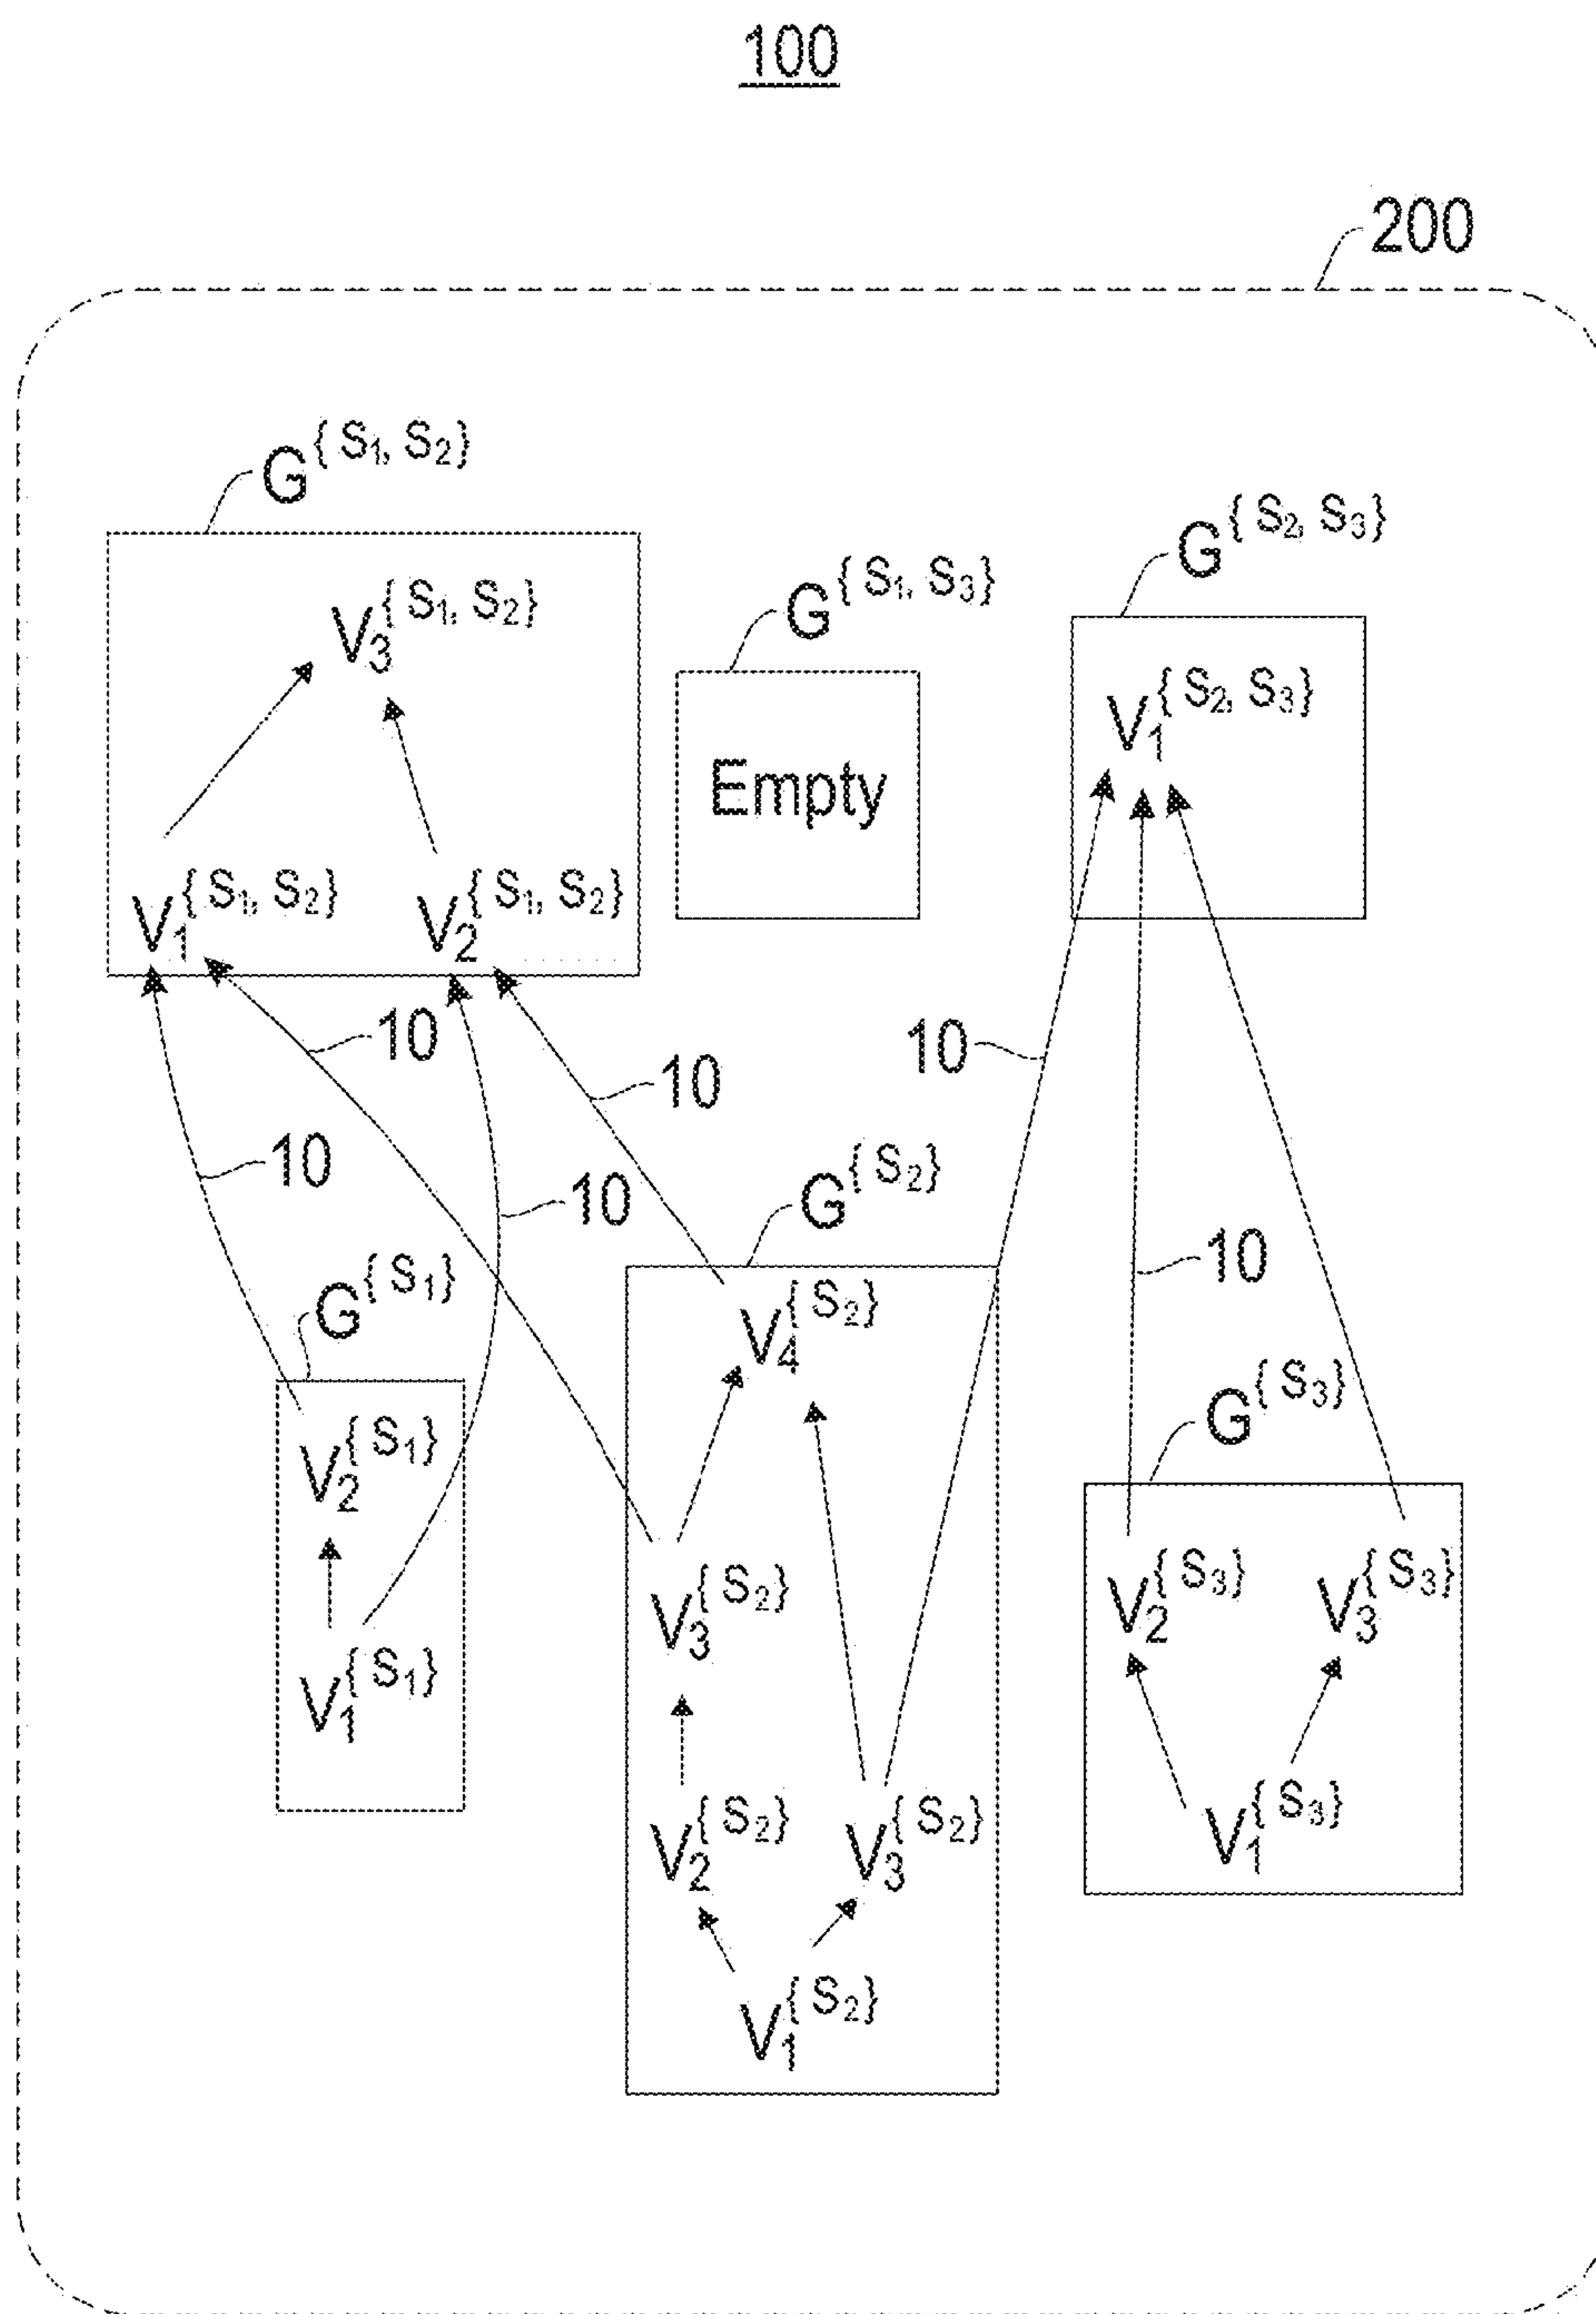 100
200
G{S1, S2}
G{S2, S3}
G{S1, S3}
V3{S1, S2}
V1{S2, S3}
Empty
V1{S1, S2}
V2{S1, S2}
10
10
10
10
10
G{S2}
10
G{S1}
V4{S2}
G{S3}
V2{S1}
V3{S2}
V2{S3}
V3{S3}
V1{S1}
V2{S2}
V3{S2}
V1{S3}
V1{S2}